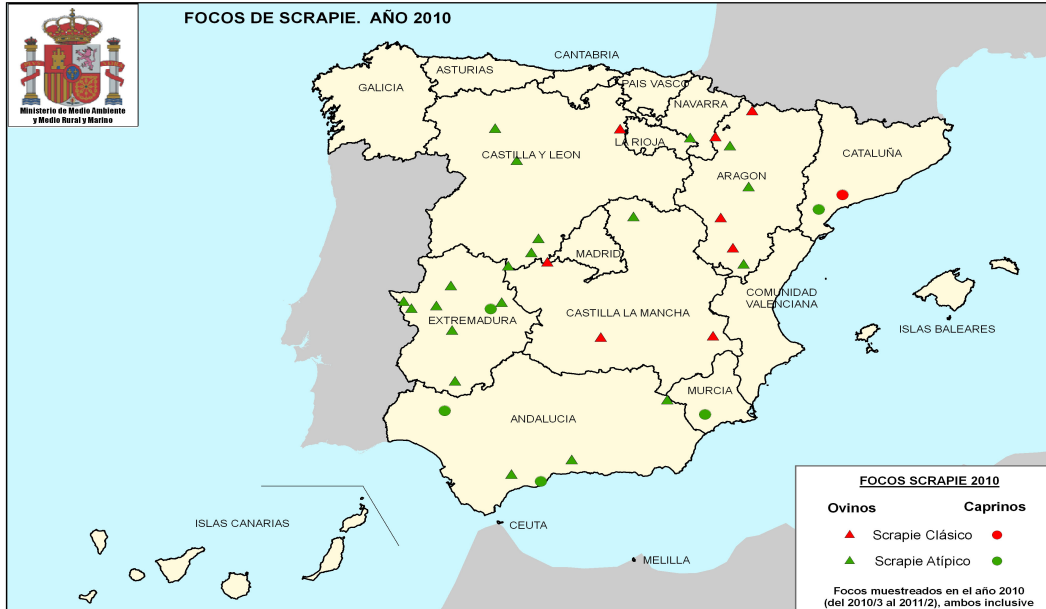 FOCOS DE SCRAPIE. AÑO 2010
Ministerio de Medio Ambiente
y Medio Rural y Marino
CANTABRIA
ASTURIAS
GALICIA
PAIS VASCO
NAVARRA
LA RIOJA
CASTILLA Y LEON
CATALUÑA
ARAGON
MADRID
COMUNIDAD
VALENCIANA
CASTILLA LA MANCHA
EXTREMADURA
ISLAS BALEARES
MURCIA
ANDALUCIA
ISLAS CANARIAS
CEUTA
MELILLA
FOCOS SCRAPIE 2010
Ovinos Caprinos
Scrapie Clásico
Scrapie Atípico
Focos muestreados en el año 2010
(del 2010/3 al 2011/2), ambos inclusive